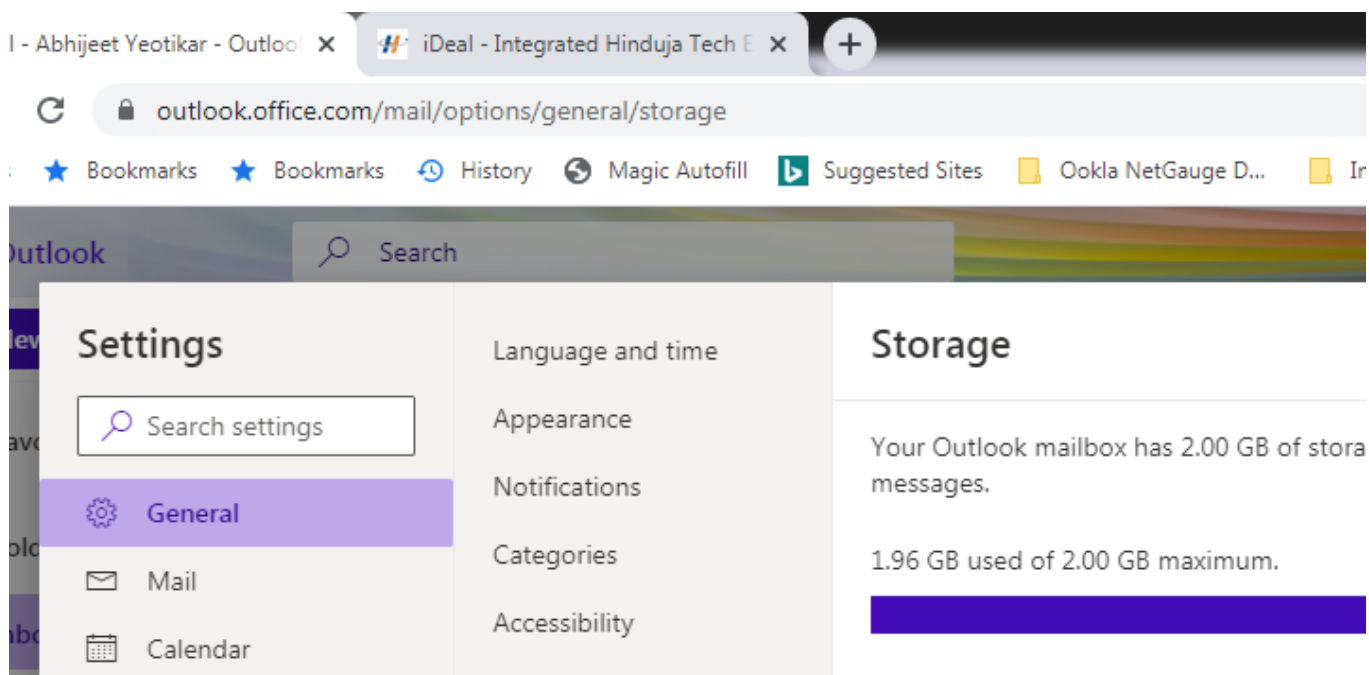 l - Abhijeet Yeotikar - Outlool
iDeal - Integrated Hinduja Tech E
outlook.office.com/mail/options/general/storage
Bookmarks Bookmarks History Magic Autofill Suggested Sites Ookla NetGauge D... Ir
Outlook Search
New
Settings
Search settings
General
Mail
Calendar
Language and time
Appearance
Notifications
Categories
Accessibility
Storage
Your Outlook mailbox has 2.00 GB of stora
messages.
1.96 GB used of 2.00 GB maximum.